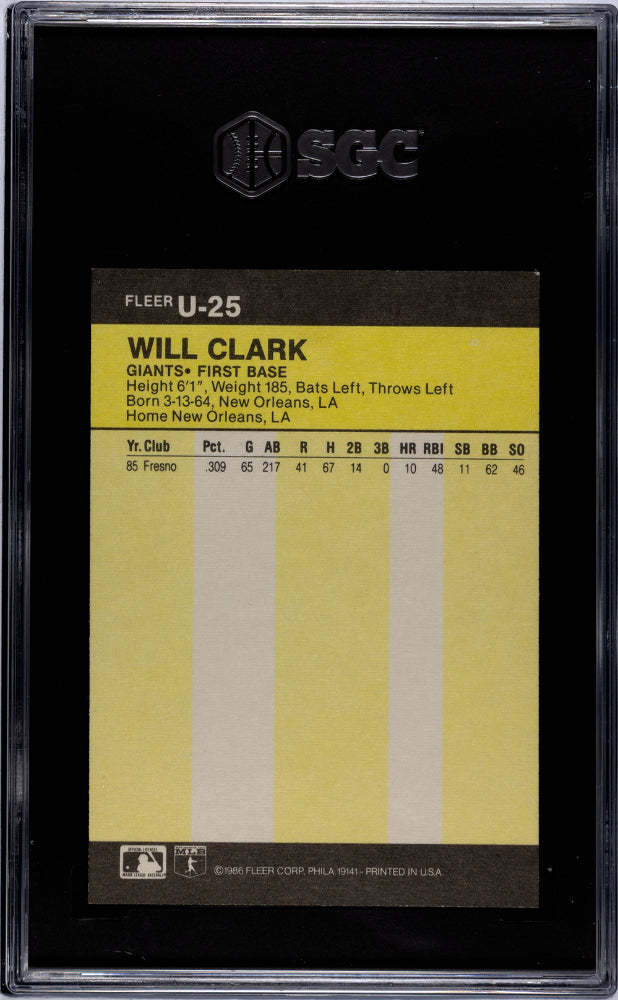 SGC
FLEER U-25
WILL CLARK
GIANTS• FIRST BASE
Height 6'1", Weight 185, Bats Left, Throws Left
Born 3-13-64, New Orleans, LA
Home New Orleans, LA
Yr. Club Pct. G AB R H 2B 3B HR RBI SB BB SO
85 Fresno .309 65 217 41 67 14 0 10 48 11 62 46
©1986 FLEER CORP. PHILA 19141 - PRINTED IN U.S.A.